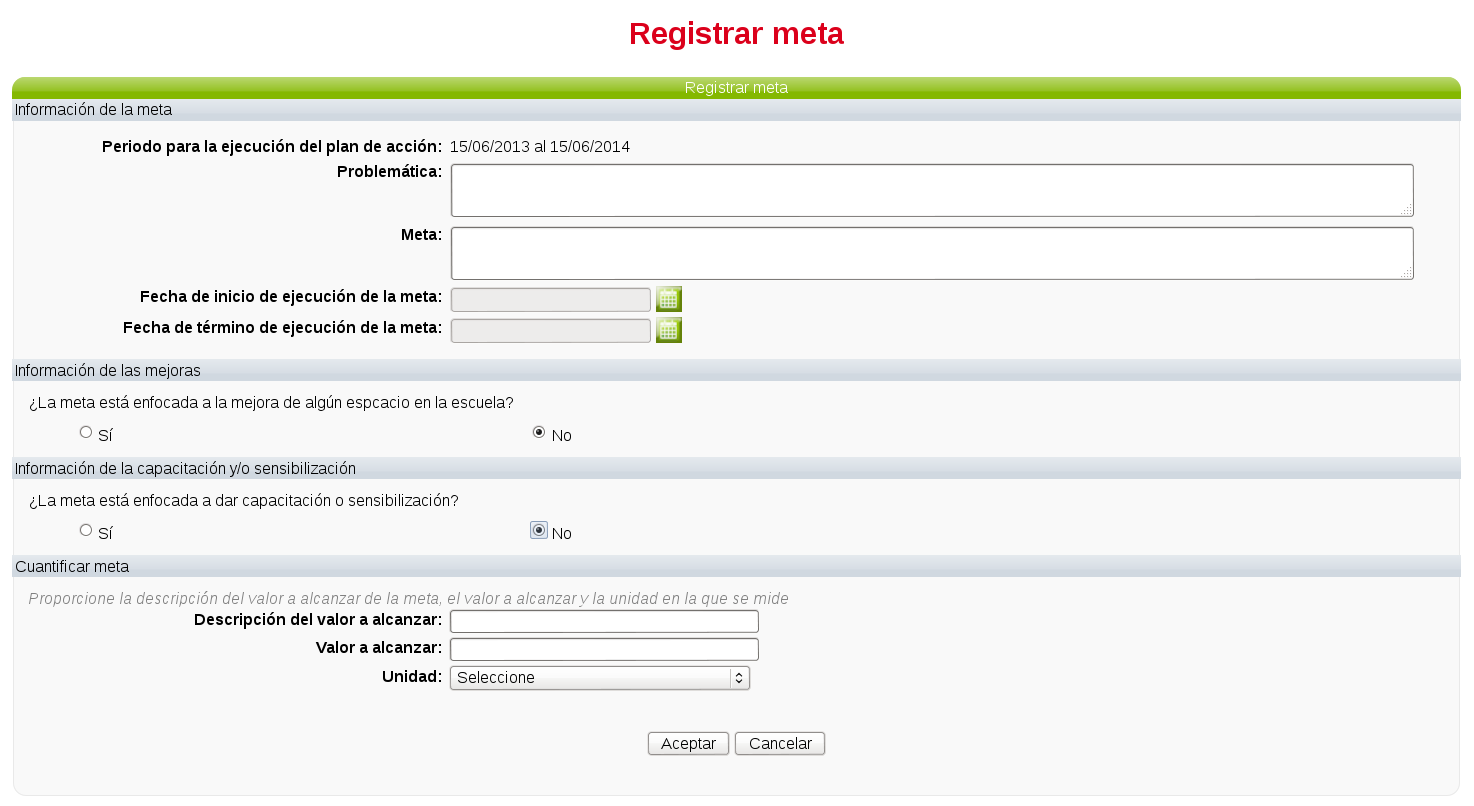 Registrar meta
Registrar meta
Información de la meta
Periodo para la ejecución del plan de acción: 15/06/2013 al 15/06/2014
Problemática:
Meta:
Fecha de inicio de ejecución de la meta:
Fecha de término de ejecución de la meta:
Información de las mejoras
¿La meta está enfocada a la mejora de algún espcacio en la escuela?
Sí No
Información de la capacitación y/o sensibilización
¿La meta está enfocada a dar capacitación o sensibilización?
Sí No
Cuantificar meta
Proporcione la descripción del valor a alcanzar de la meta, el valor a alcanzar y la unidad en la que se mide
Descripción del valor a alcanzar:
Valor a alcanzar:
Unidad: Seleccione
Aceptar Cancelar